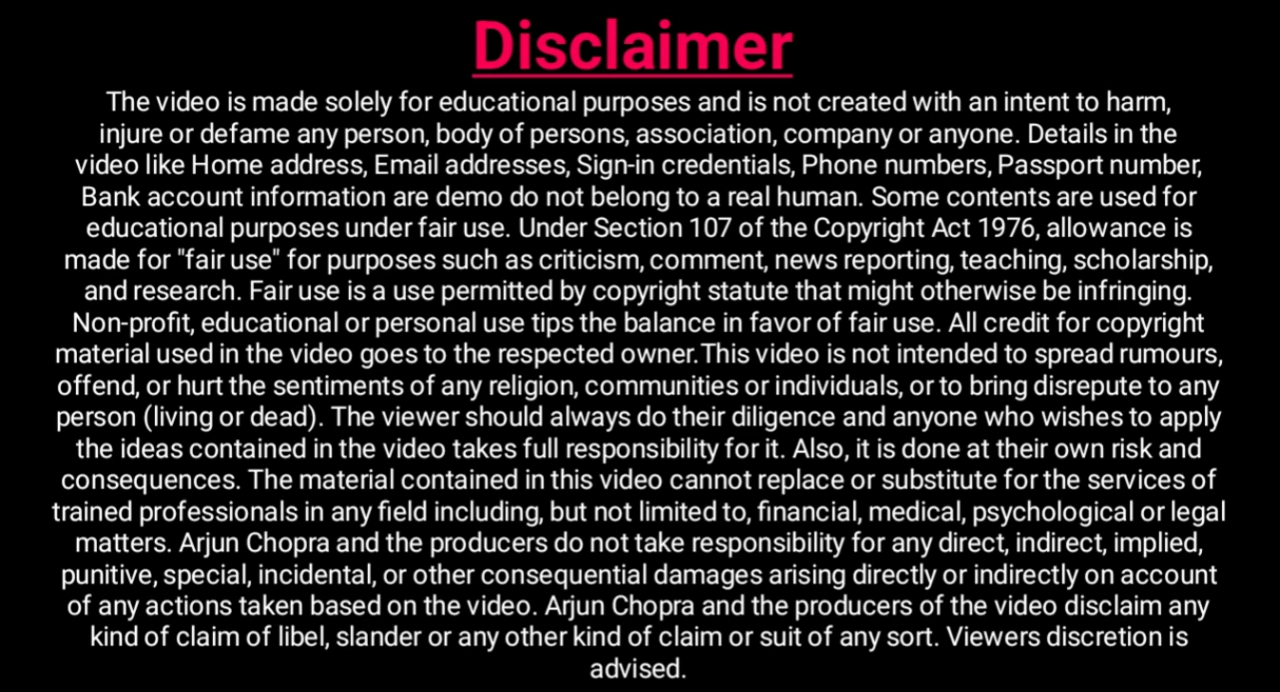 Disclaimer
The video is made solely for educational purposes and is not created with an intent to harm,
injure or defame any person, body of persons, association, company or anyone. Details in the
video like Home address, Email addresses, Sign-in credentials, Phone numbers, Passport number,
Bank account information are demo do not belong to a real human. Some contents are used for
educational purposes under fair use. Under Section 107 of the Copyright Act 1976, allowance is
made for "fair use" for purposes such as criticism, comment, news reporting, teaching, scholarship,
and research. Fair use is a use permitted by copyright statute that might otherwise be infringing.
Non-profit, educational or personal use tips the balance in favor of fair use. All credit for copyright
material used in the video goes to the respected owner.This video is not intended to spread rumours,
offend, or hurt the sentiments of any religion, communities or individuals, or to bring disrepute to any
person (living or dead). The viewer should always do their diligence and anyone who wishes to apply
the ideas contained in the video takes full responsibility for it. Also, it is done at their own risk and
consequences. The material contained in this video cannot replace or substitute for the services of
trained professionals in any field including, but not limited to, financial, medical, psychological or legal
matters. Arjun Chopra and the producers do not take responsibility for any direct, indirect, implied,
punitive, special, incidental, or other consequential damages arising directly or indirectly on account
of any actions taken based on the video. Arjun Chopra and the producers of the video disclaim any
kind of claim of libel, slander or any other kind of claim or suit of any sort. Viewers discretion is
advised.